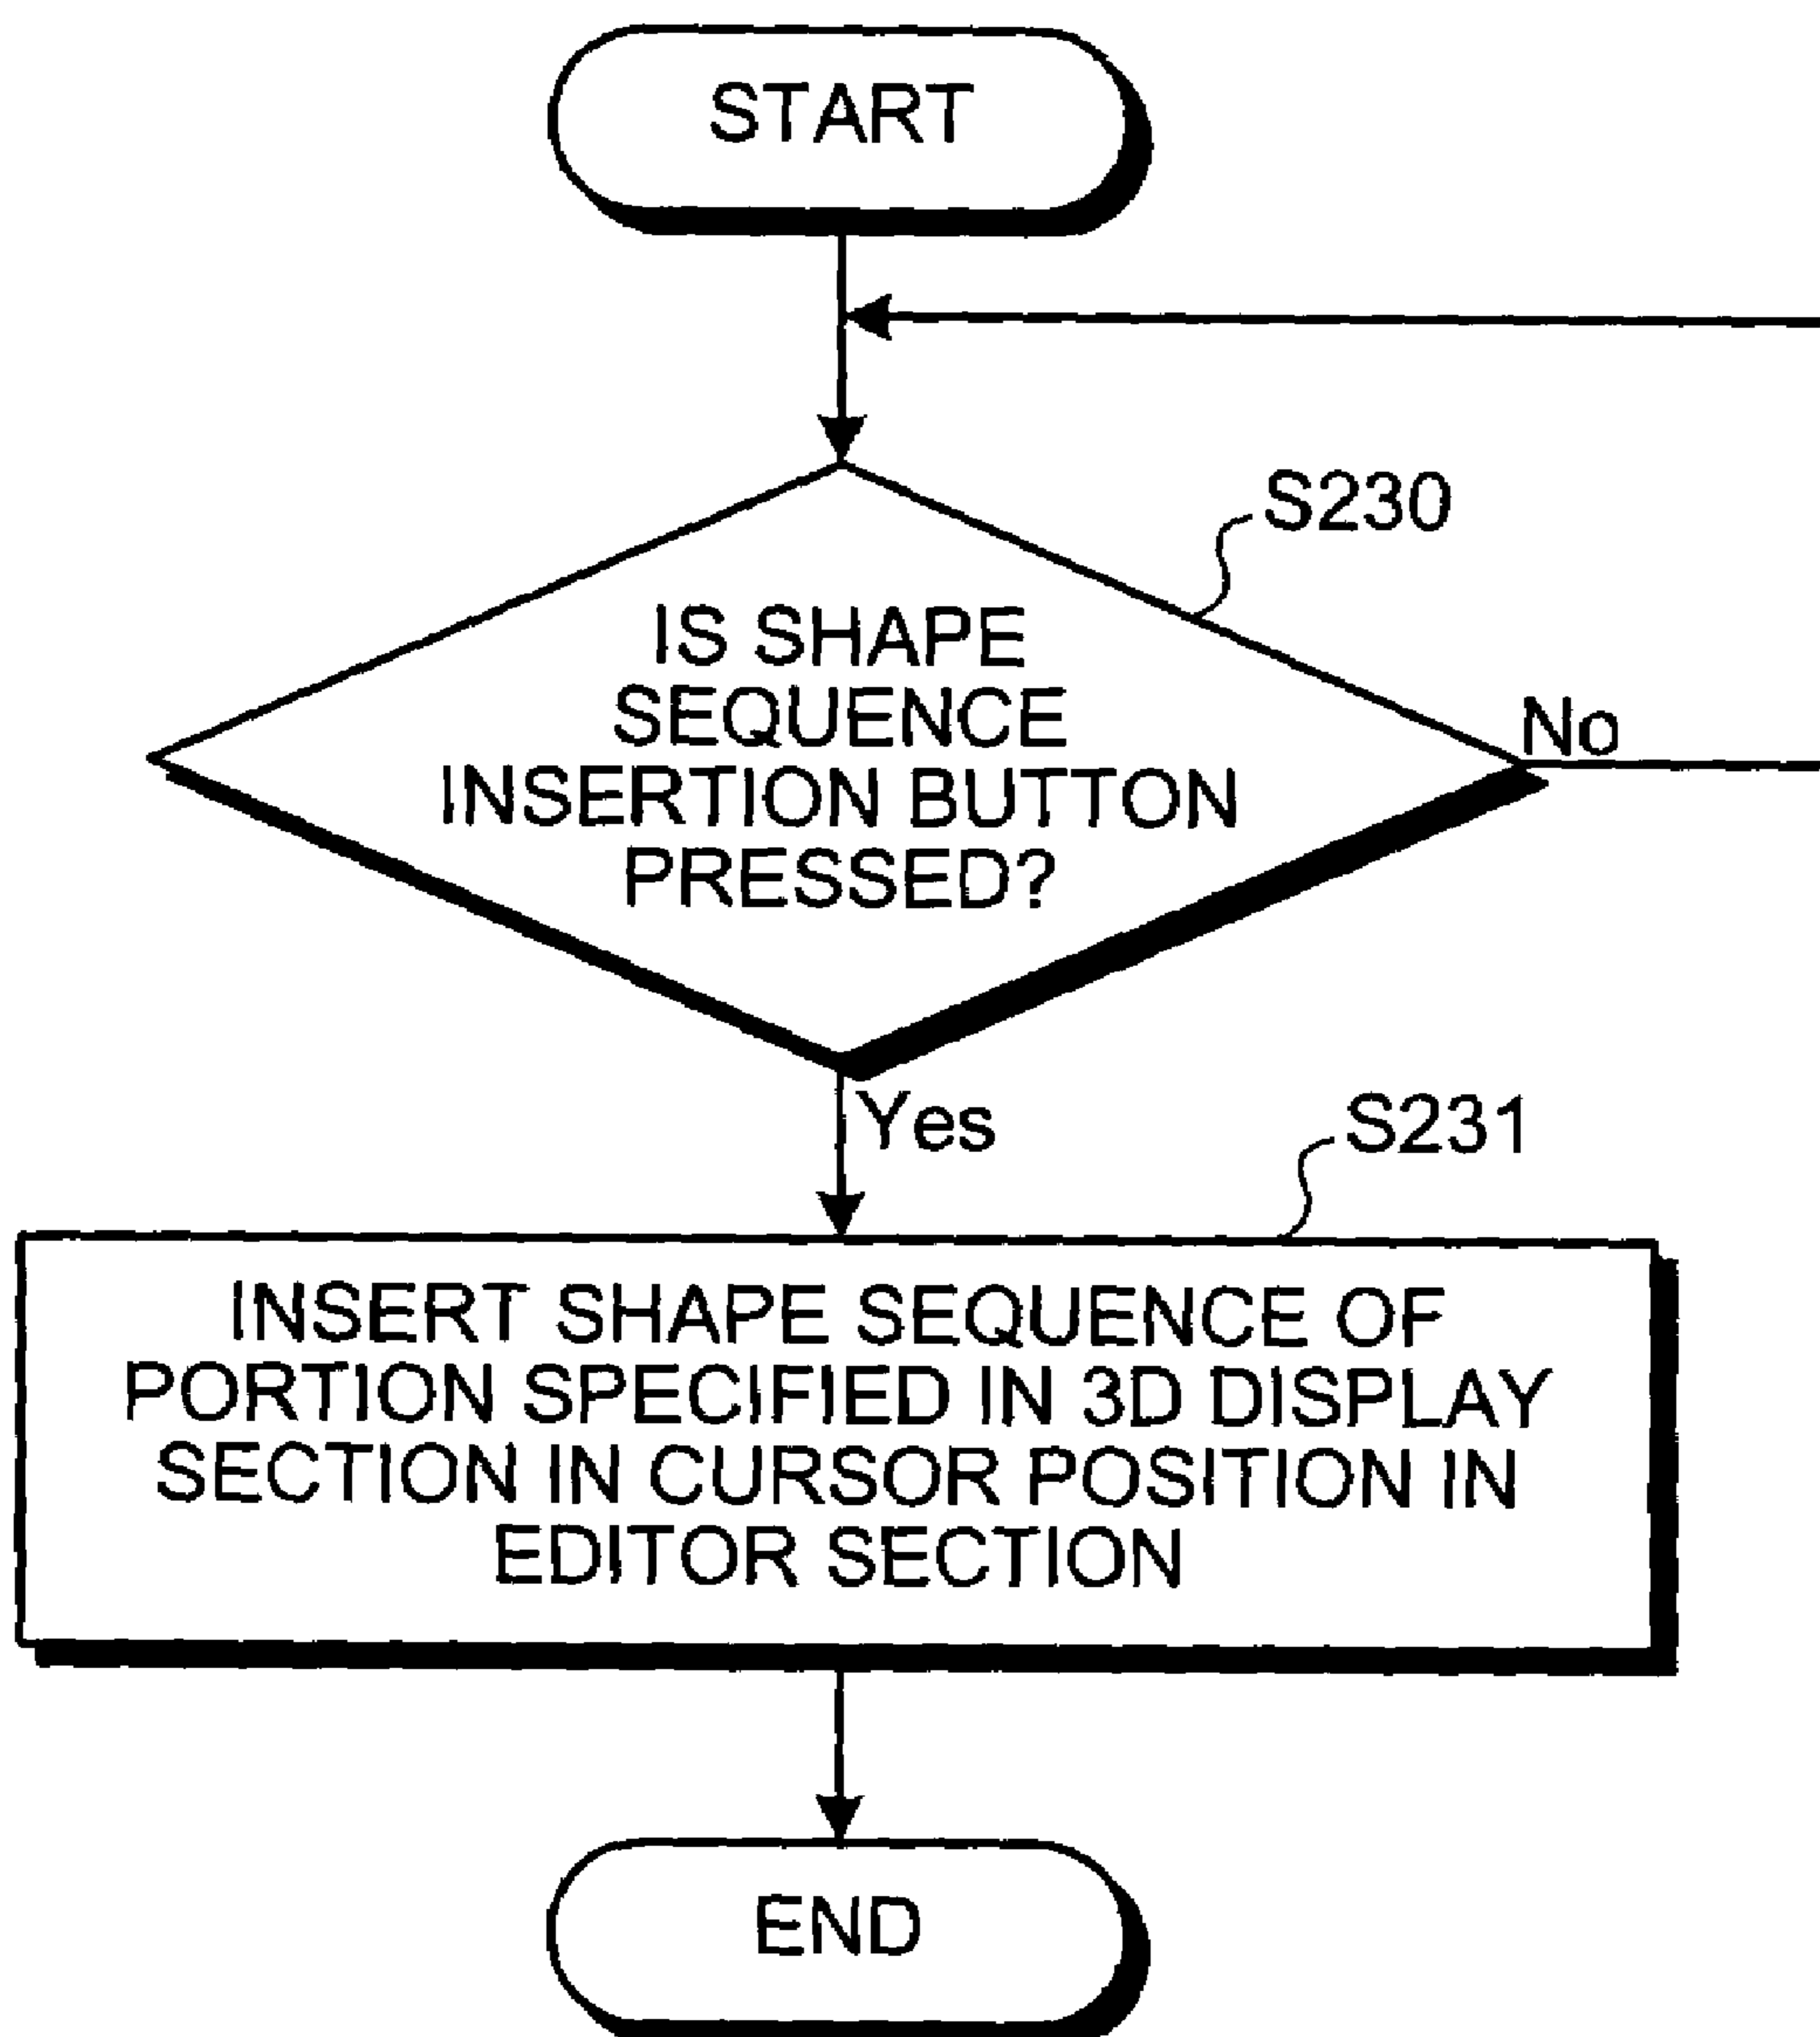 START
S230
IS SHAPE
SEQUENCE
INSERTION BUTTON
PRESSED?
No
Yes
S231
INSERT SHAPE SEQUENCE OF
PORTION SPECIFIED IN 3D DISPLAY
SECTION IN CURSOR POSITION IN
EDITOR SECTION
END